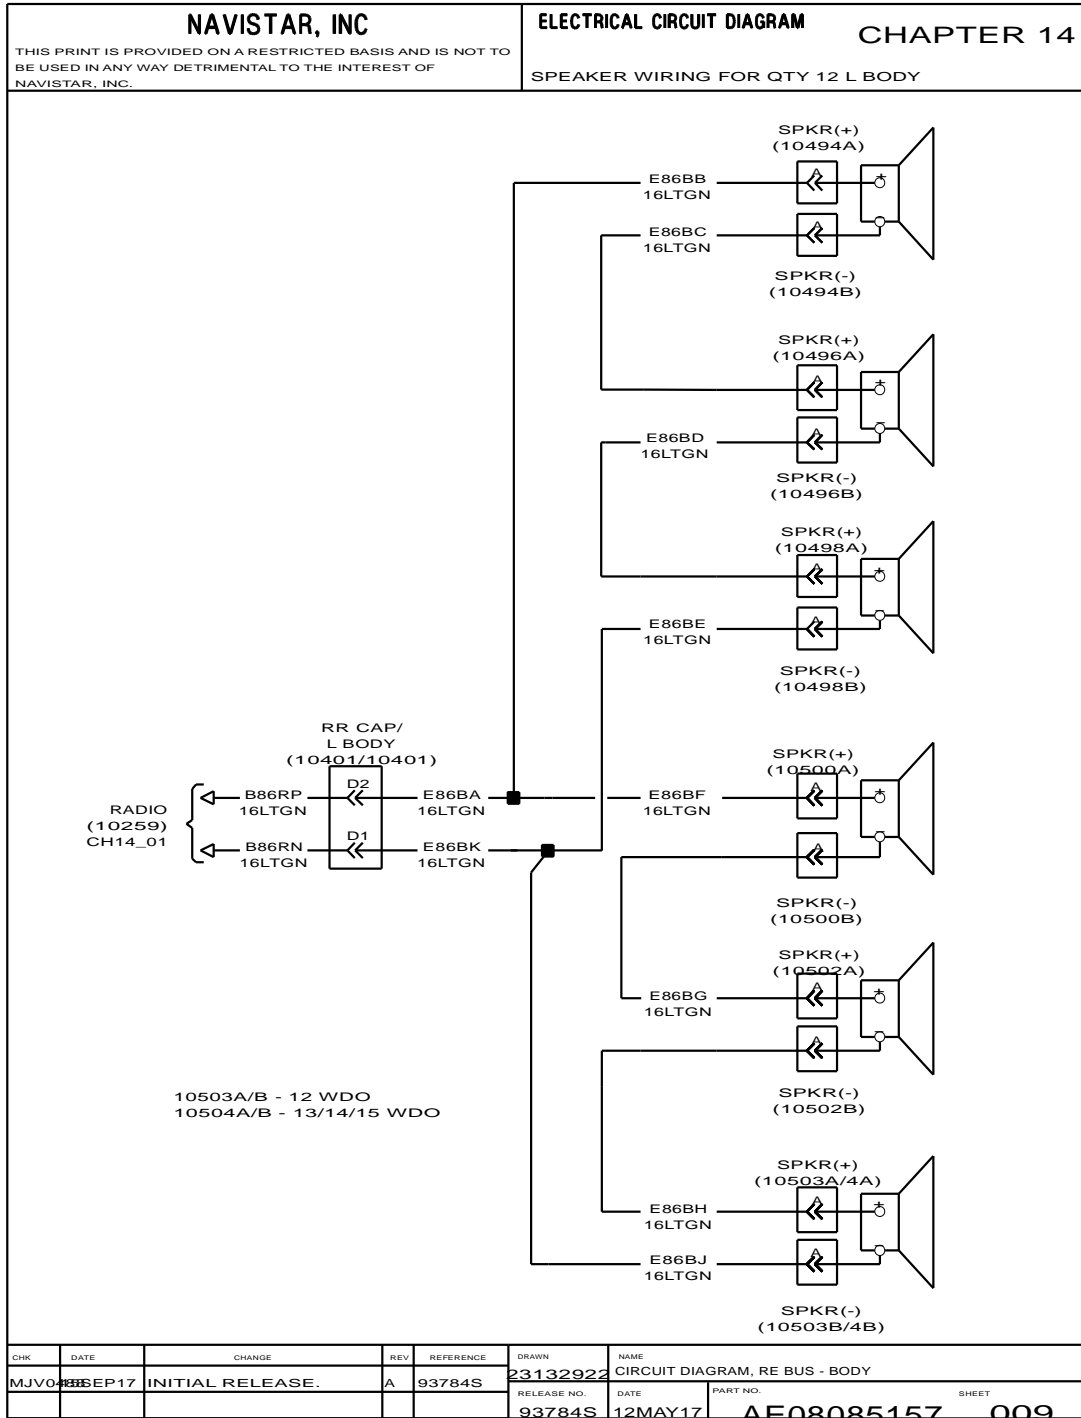 NAVISTAR, INC
THIS PRINT IS PROVIDED ON A RESTRICTED BASIS AND IS NOT TO
BE USED IN ANY WAY DETRIMENTAL TO THE INTEREST OF
NAVISTAR, INC.
ELECTRICAL CIRCUIT DIAGRAM
CHAPTER 14
SPEAKER WIRING FOR QTY 12 L BODY
SPKR(+)
(10494A)
A
+
E86BB
16LTGN
A
−
E86BC
16LTGN
SPKR(-)
(10494B)
SPKR(+)
(10496A)
A
+
A
−
E86BD
16LTGN
SPKR(-)
(10496B)
SPKR(+)
(10498A)
A
+
A
−
E86BE
16LTGN
SPKR(-)
(10498B)
RR CAP/
L BODY
(10401/10401)
RADIO
(10259)
CH14_01
B86RP
16LTGN
D2
E86BA
16LTGN
B86RN
16LTGN
D1
E86BK
16LTGN
SPKR(+)
(10500A)
E86BF
16LTGN
A
+
A
−
SPKR(-)
(10500B)
SPKR(+)
(10502A)
E86BG
16LTGN
A
+
A
−
SPKR(-)
(10502B)
10503A/B - 12 WDO
10504A/B - 13/14/15 WDO
SPKR(+)
(10503A/4A)
E86BH
16LTGN
A
+
E86BJ
16LTGN
A
−
SPKR(-)
(10503B/4B)
CHK DATE CHANGE REV REFERENCE
INITIAL RELEASE. A 93784S
DRAWN
23132922
NAME
CIRCUIT DIAGRAM, RE BUS - BODY
RELEASE NO.
93784S
DATE
12MAY17
PART NO.
AE08085157
SHEET
009